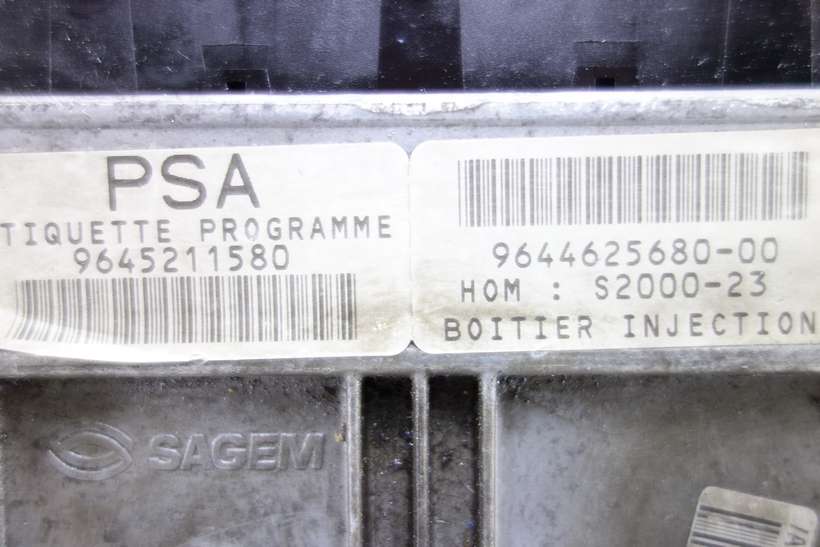 PSA
TIQUETTE PROGRAMME
9645211580
9644625680-00
HOM : S2000-23
BOITIER INJECTION
SAGEM